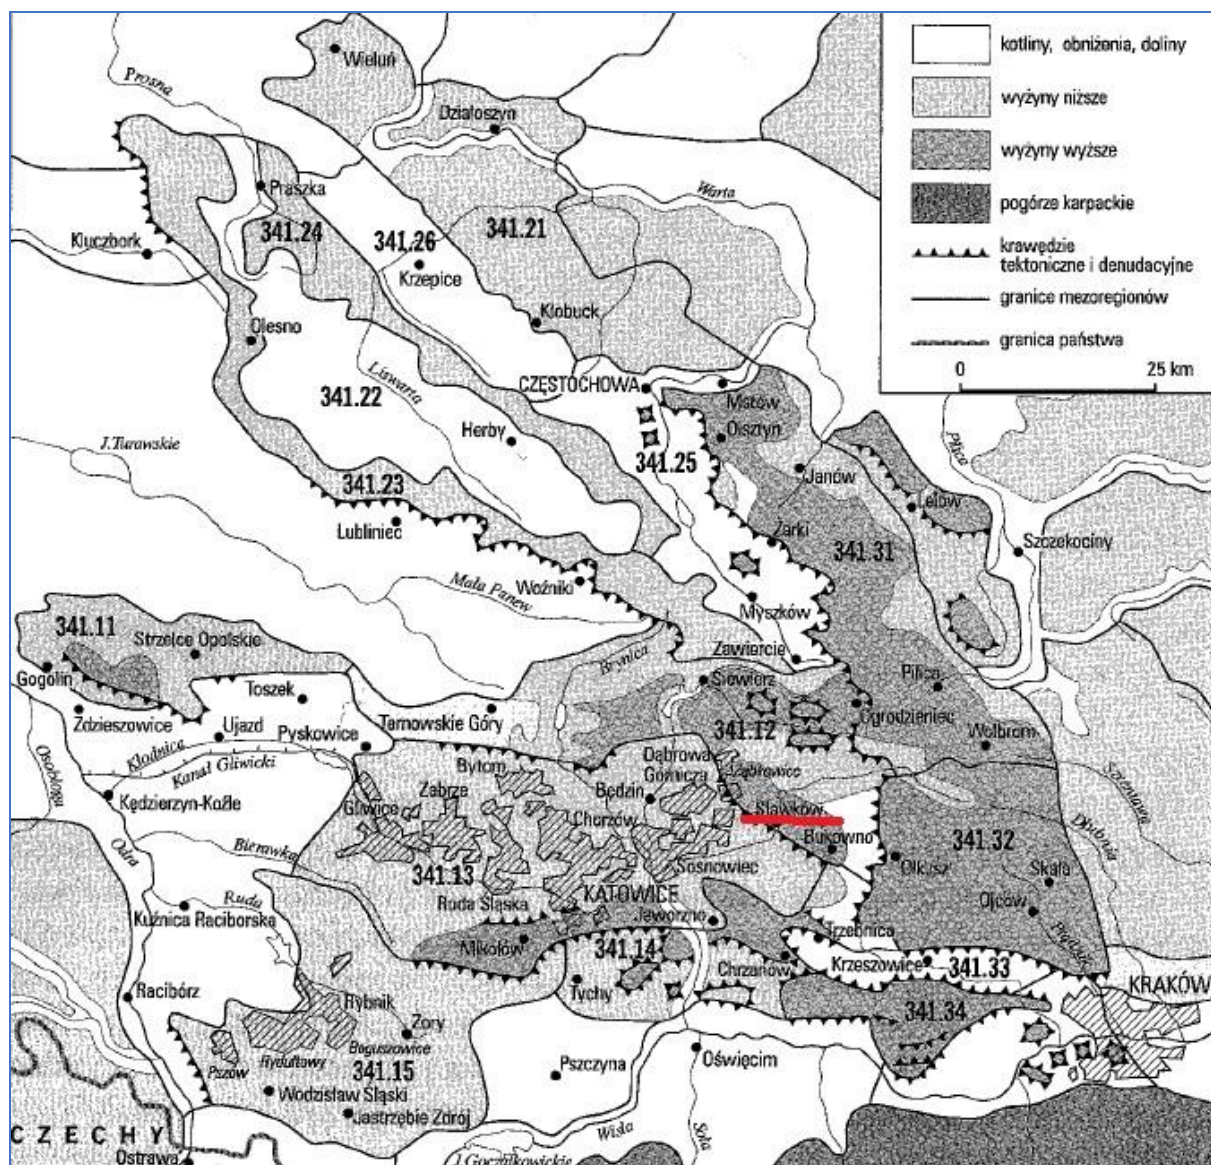 kotliny, obniżenia, doliny
wyżyny niższe
wyżyny wyższe
pogórze karpackie
krawędzie
tektoniczne i denudacyjne
granice mezoregionów
granica państwa
0 25 km
Wieluń
Prosna
Działoszyn
Praszka
Warta
341.24
341.26
341.21
Kluczbork
Krzepice
Kłobuck
Olesno
Liswarta
CZĘSTOCHOWA
Mstów
341.22
Olsztyn
Herby
Pilica
J.Turawskie
341.25
Janów
341.23
Lelów
Lubliniec
Żarki
341.31
Szczekociny
Woźniki
Mała Panew
Myszków
341.11
Strzelce Opolskie
Brynica
Zawiercie
Gogolin
Siewierz
Pilica
Toszek
Zdzieszowice
Ujazd
Tarnowskie Góry
341.12
Ogrodzieniec
Pyskowice
Wolbrom
Kłodnica
Kanał Gliwicki
Osobłoga
Bytom
Dąbrowa
Górnicza
Szreniawa
Kędzierzyn-Koźle
Zabrze
Będzin
Gliwice
Chorzów
Sławków
Dłubnia
Bierawka
Bukowno
341.32
Odra
Sosnowiec
Olkusz
341.13
Skała
KATOWICE
Ruda
Ruda Śląska
Kuźnica Raciborska
Jaworzno
Ojców
Mikołów
Trzebinia
341.14
Prądnik
Chrzanów
Krzeszowice
341.33
Tychy
KRAKÓW
Racibórz
Rybnik
341.34
Żory
Boguszowice
Rydułtowy
Pszów
341.15
Pszczyna
Oświęcim
Wodzisław Śląski
Jastrzębie Zdrój
CZECHY
Wisła
Soła
Ostrawa
J.Goczałkowickie